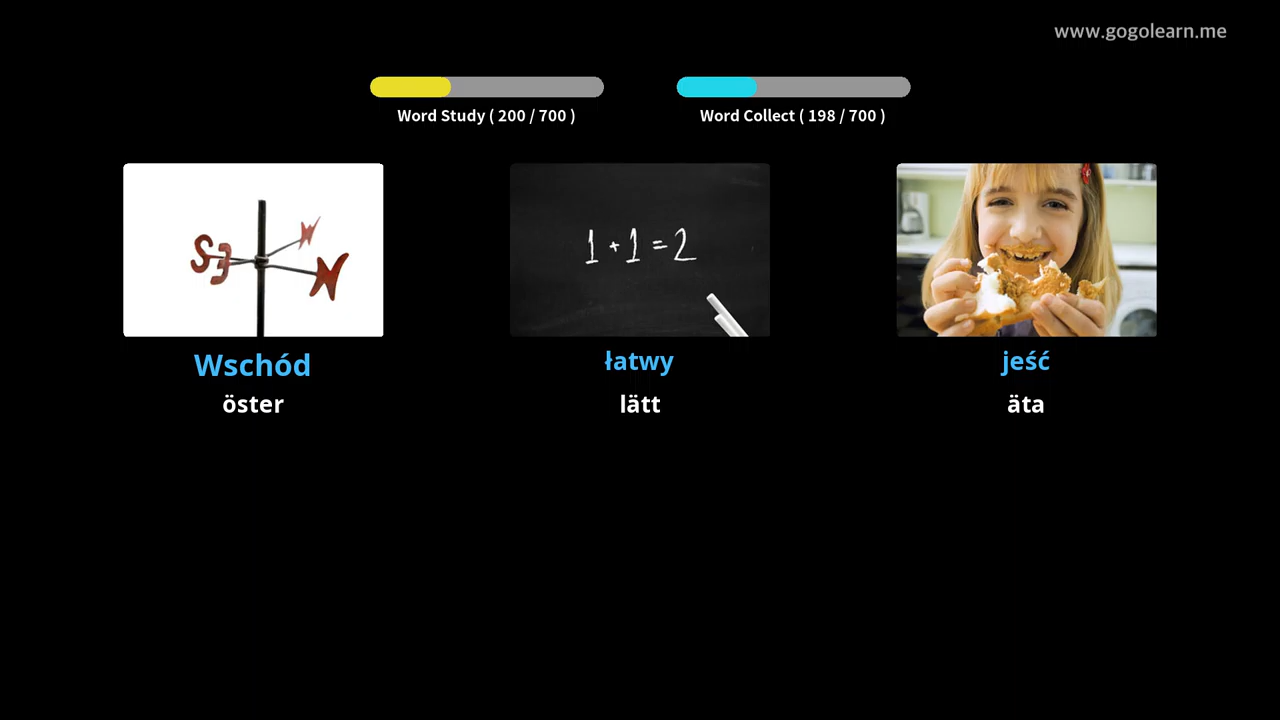 www.gogolearn.me
Word Study ( 200 / 700 )
Word Collect ( 198 / 700 )
S E N W
1 + 1 = 2
Wschód
łatwy
jeść
öster
lätt
äta